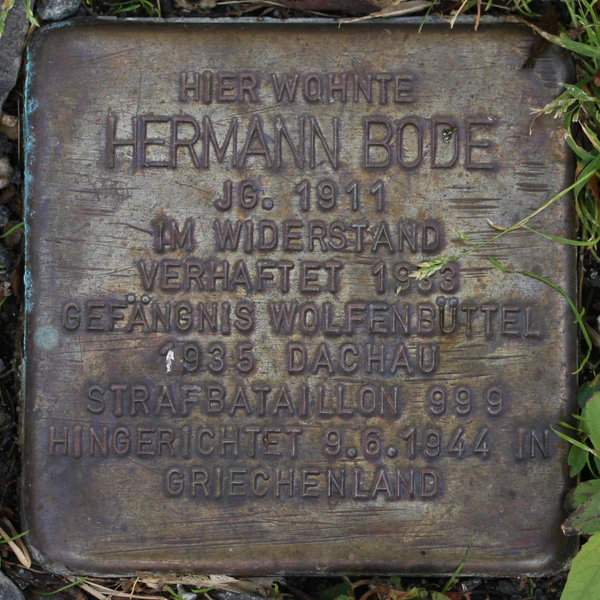 HIER WOHNTE
HERMANN BODE
JG. 1911
IM WIDERSTAND
VERHAFTET 1933
GEFÄNGNIS WOLFENBÜTTEL
1935 DACHAU
STRAFBATAILLON 999
HINGERICHTET 9.6.1944 IN
GRIECHENLAND